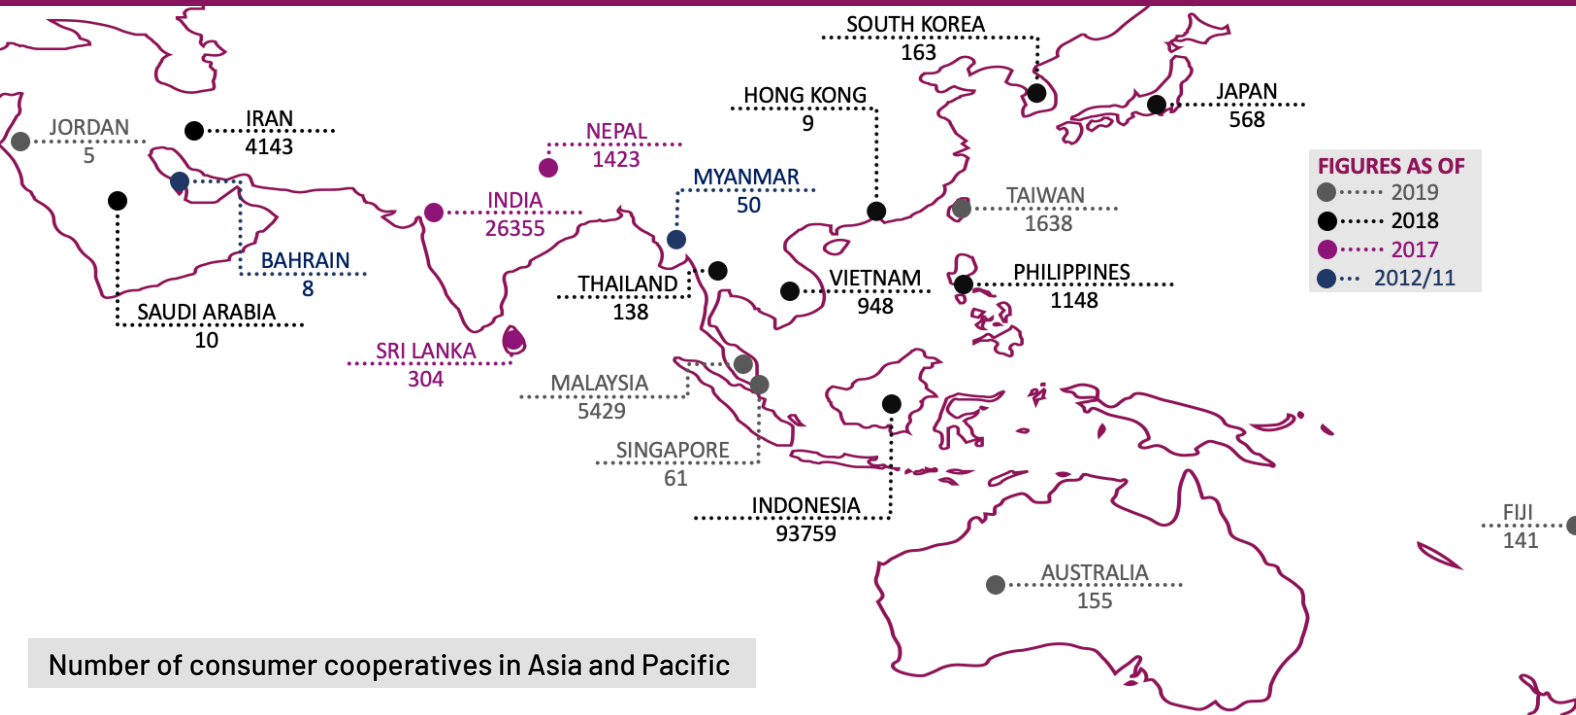 SOUTH KOREA
163
HONG KONG
9
JAPAN
568
JORDAN
5
IRAN
4143
NEPAL
1423
MYANMAR
50
INDIA
26355
TAIWAN
1638
FIGURES AS OF
2019
2018
2017
2012/11
BAHRAIN
8
SAUDI ARABIA
10
THAILAND
138
VIETNAM
948
PHILIPPINES
1148
SRI LANKA
304
MALAYSIA
5429
SINGAPORE
61
INDONESIA
93759
FIJI
141
AUSTRALIA
155
Number of consumer cooperatives in Asia and Pacific